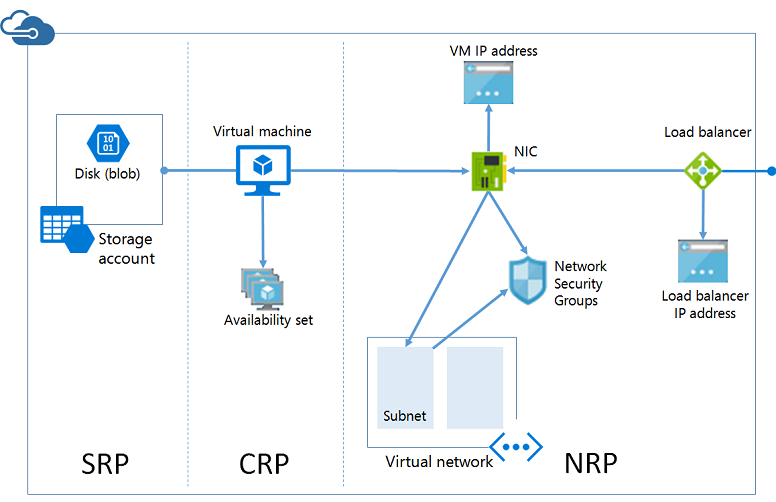 VM IP address
Virtual machine
NIC
Load balancer
10
01
Disk (blob)
Storage
account
Network
Security
Groups
Load balancer
IP address
Availability set
Subnet
Virtual network
SRP
CRP
NRP